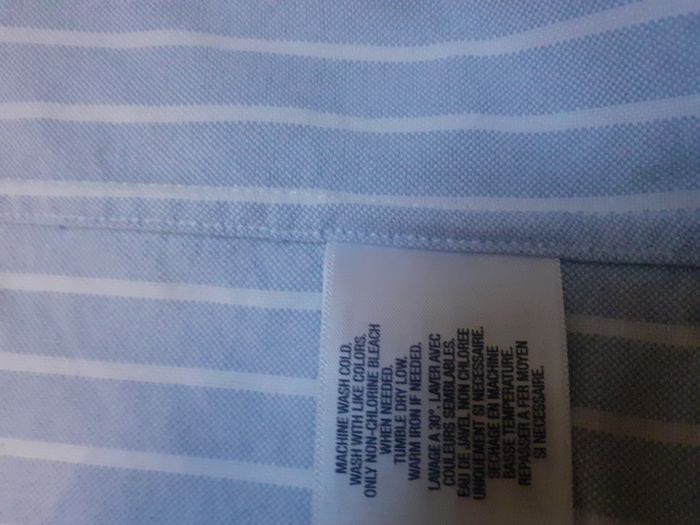 MACHINE WASH COLD.
WASH WITH LIKE COLORS.
ONLY NON-CHLORINE BLEACH
WHEN NEEDED.
TUMBLE DRY LOW.
WARM IRON IF NEEDED.
LAVAGE A 30°. LAVER AVEC
COULEURS SEMBLABLES.
EAU DE JAVEL NON CHLOREE
UNIQUEMENT SI NECESSAIRE.
SECHAGE EN MACHINE
BASSE TEMPERATURE.
REPASSER A FER MOYEN
SI NECESSAIRE.